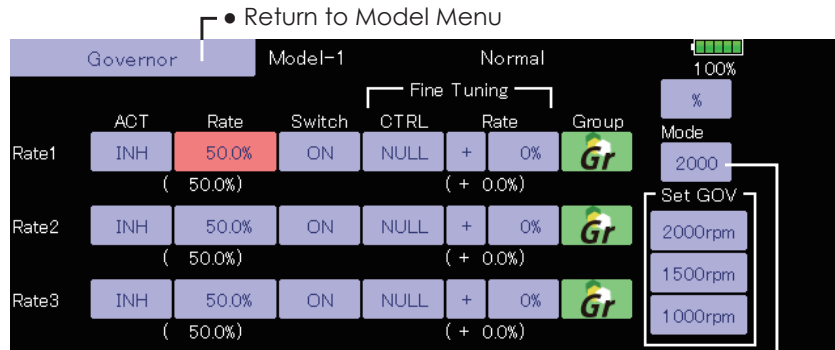 ● Return to Model Menu
Governor Model-1 Normal 100%
Fine Tuning %
ACT Rate Switch CTRL Rate Group Mode
Rate1 INH 50.0% ON NULL + 0% Gr 2000
( 50.0%) (+ 0.0%) Set GOV
Rate2 INH 50.0% ON NULL + 0% Gr 2000rpm
( 50.0%) (+ 0.0%) 1500rpm
Rate3 INH 50.0% ON NULL + 0% Gr 1000rpm
( 50.0%) (+ 0.0%)